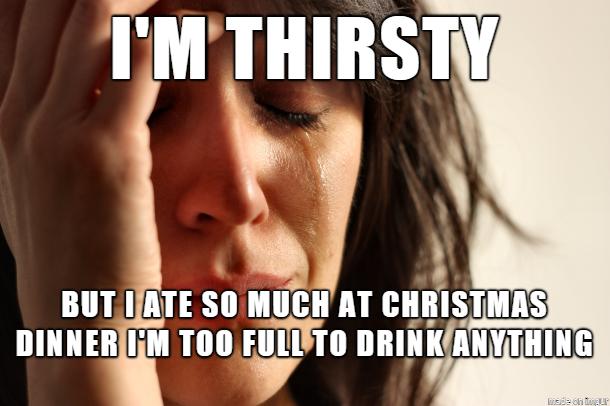 I'M THIRSTY
BUT I ATE SO MUCH AT CHRISTMAS
DINNER I'M TOO FULL TO DRINK ANYTHING
made on imgur